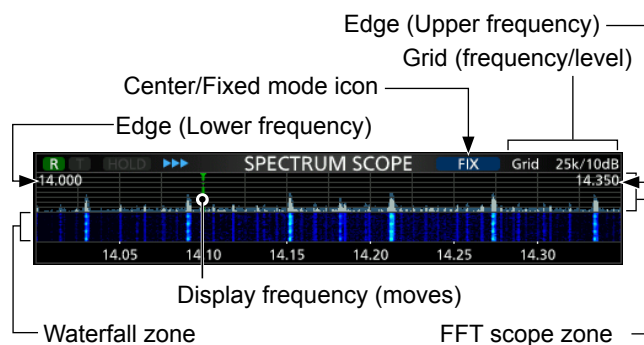 Edge (Upper frequency)
Grid (frequency/level)
Center/Fixed mode icon
Edge (Lower frequency)
R T HOLD SPECTRUM SCOPE FIX Grid 25k/10dB
14.000 14.350
14.05 14.10 14.15 14.20 14.25 14.30
Display frequency (moves)
Waterfall zone FFT scope zone